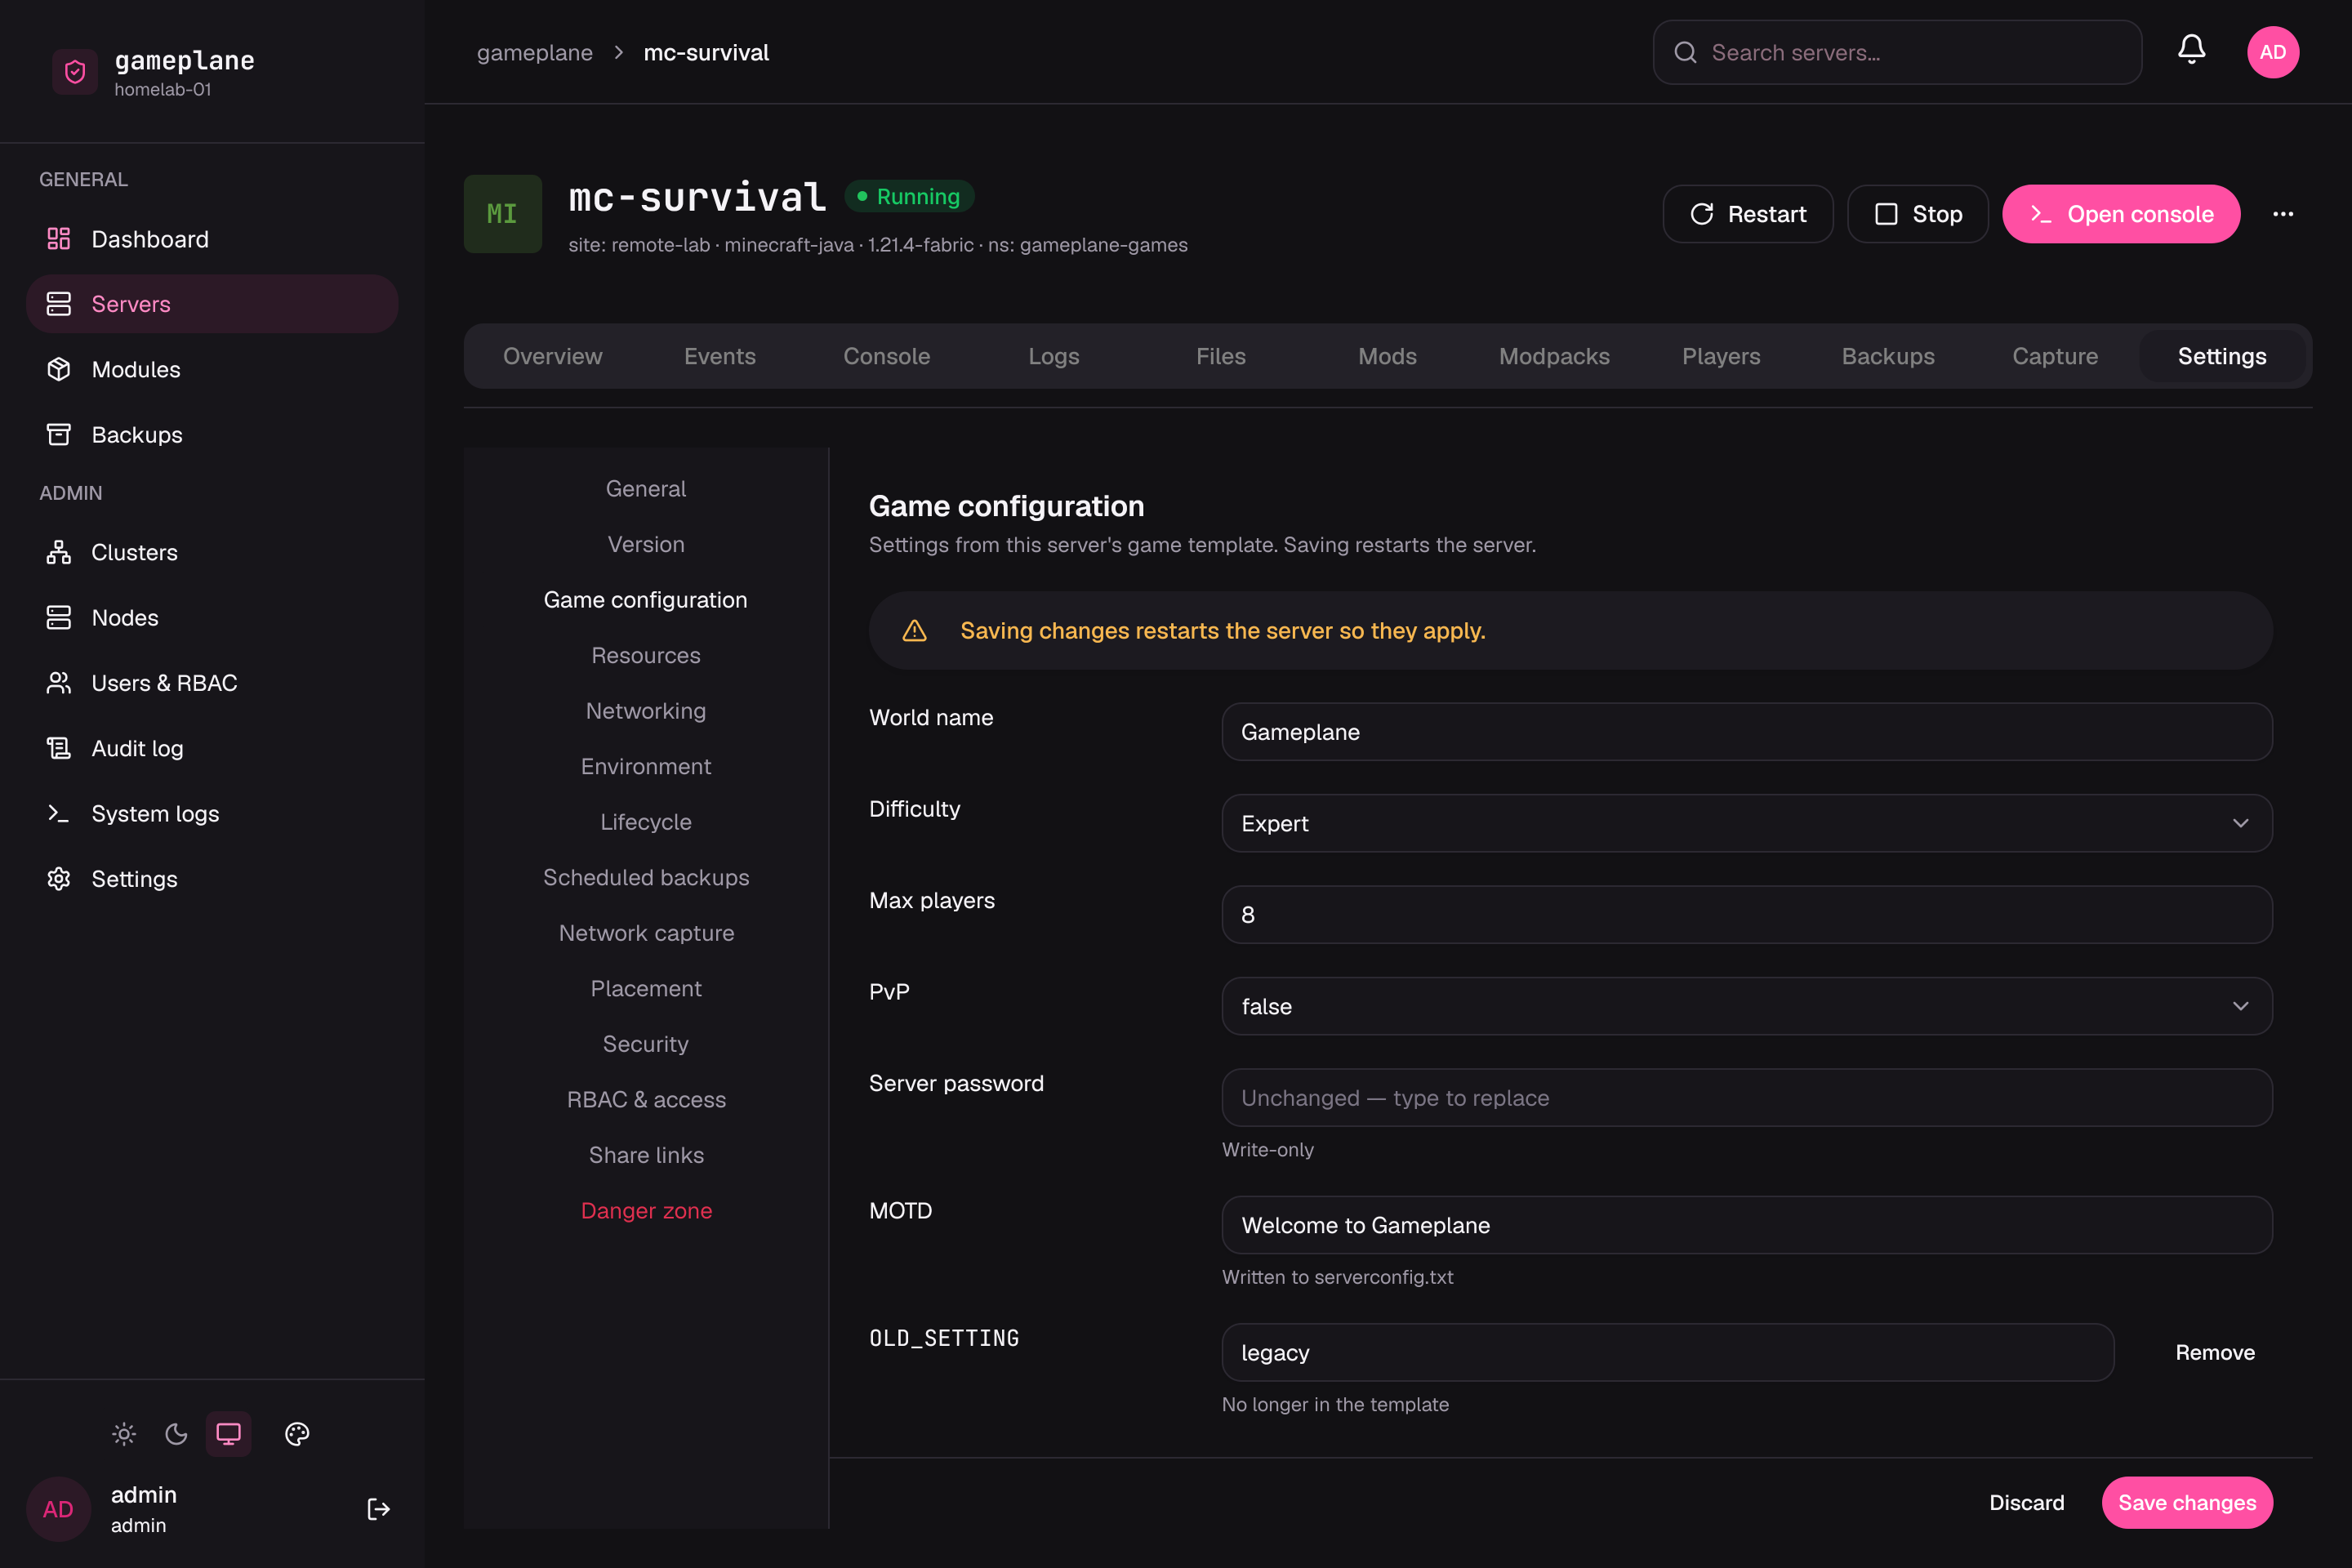 gameplane
homelab-01
GENERAL
Dashboard
Servers
Modules
Backups
ADMIN
Clusters
Nodes
Users & RBAC
Audit log
System logs
Settings
AD
admin
admin
gameplane > mc-survival
Search servers...
AD
MI
mc-survival
Running
site: remote-lab · minecraft-java · 1.21.4-fabric · ns: gameplane-games
Restart
Stop
Open console
Overview
Events
Console
Logs
Files
Mods
Modpacks
Players
Backups
Capture
Settings
General
Version
Game configuration
Resources
Networking
Environment
Lifecycle
Scheduled backups
Network capture
Placement
Security
RBAC & access
Share links
Danger zone
Game configuration
Settings from this server's game template. Saving restarts the server.
Saving changes restarts the server so they apply.
World name
Gameplane
Difficulty
Expert
Max players
8
PvP
false
Server password
Unchanged — type to replace
Write-only
MOTD
Welcome to Gameplane
Written to serverconfig.txt
OLD_SETTING
legacy
Remove
No longer in the template
Discard
Save changes